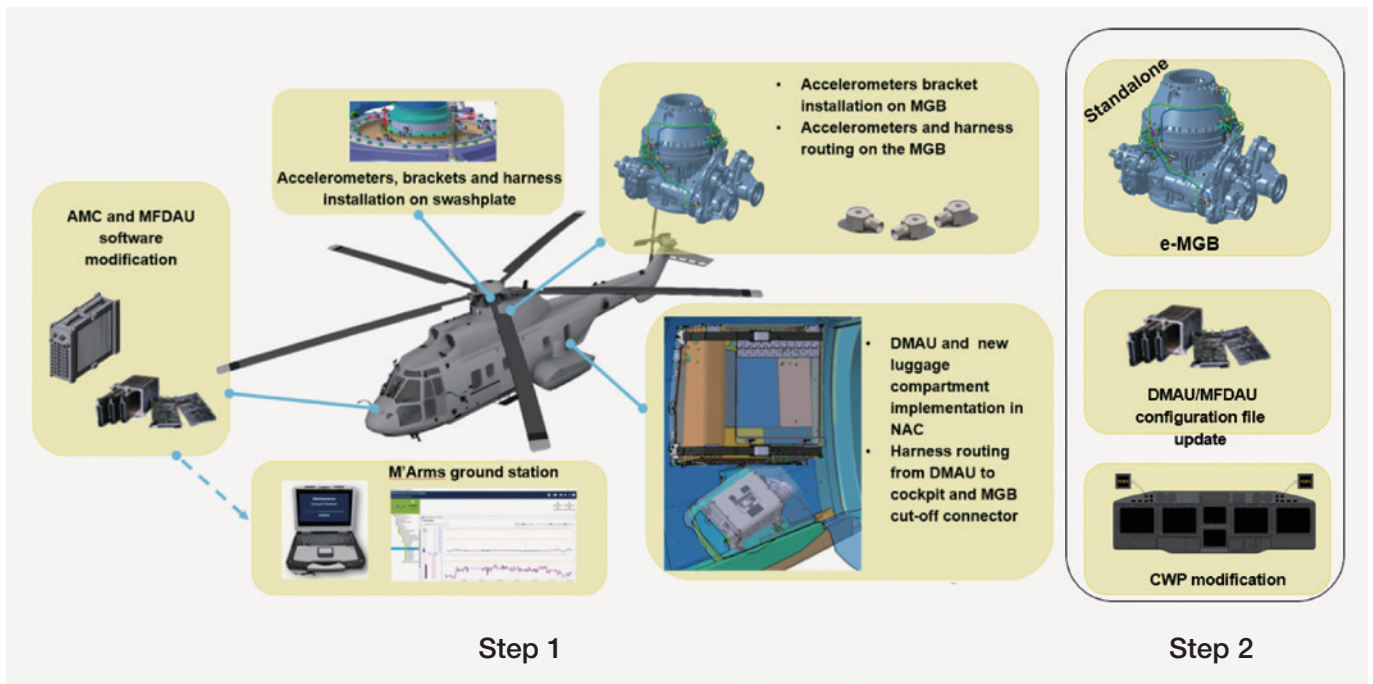 Accelerometers, brackets and harness
installation on swashplate
• Accelerometers bracket
installation on MGB
• Accelerometers and harness
routing on the MGB
AMC and MFDAU
software
modification
M'Arms ground station
• DMAU and new
luggage
compartment
implementation in
NAC
• Harness routing
from DMAU to
cockpit and MGB
cut-off connector
Step 1
Standalone
e-MGB
DMAU/MFDAU
configuration file
update
CWP modification
Step 2